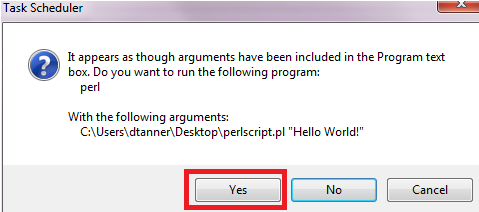 Task Scheduler
It appears as though arguments have been included in the Program text
box. Do you want to run the following program:
perl
With the following arguments:
C:\Users\dtanner\Desktop\perlscript.pl "Hello World!"
Yes No Cancel